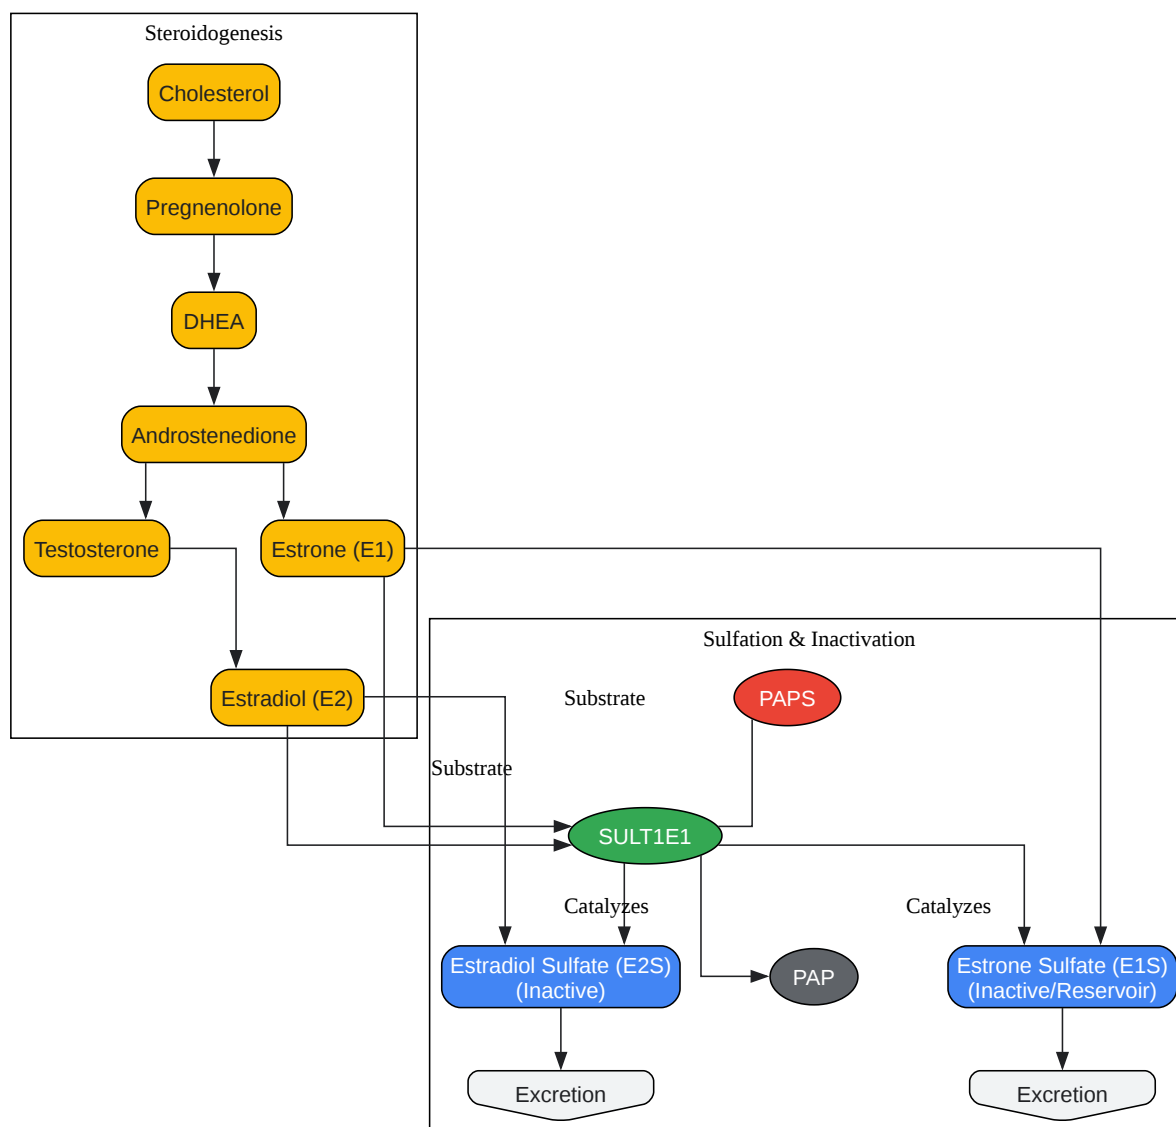 Steroidogenesis
Cholesterol
Pregnenolone
DHEA
Androstenedione
Testosterone
Estrone (E1)
Sulfation & Inactivation
Estradiol (E2)
Substrate
PAPS
Substrate
SULT1E1
Catalyzes
Catalyzes
Estradiol Sulfate (E2S)
(Inactive)
PAP
Estrone Sulfate (E1S)
(Inactive/Reservoir)
Excretion
Excretion